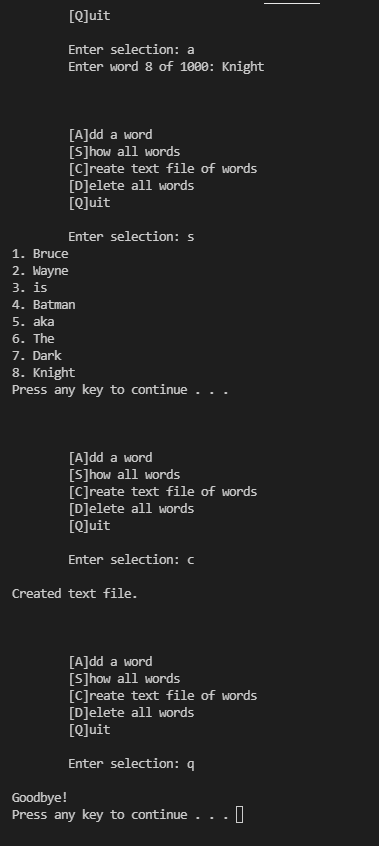 [Q]uit
Enter selection: a
Enter word 8 of 1000: Knight
[A]dd a word
[S]how all words
[C]reate text file of words
[D]elete all words
[Q]uit
Enter selection: s
1. Bruce
2. Wayne
3. is
4. Batman
5. aka
6. The
7. Dark
8. Knight
Press any key to continue . . .
[A]dd a word
[S]how all words
[C]reate text file of words
[D]elete all words
[Q]uit
Enter selection: c
Created text file.
[A]dd a word
[S]how all words
[C]reate text file of words
[D]elete all words
[Q]uit
Enter selection: q
Goodbye!
Press any key to continue . . .